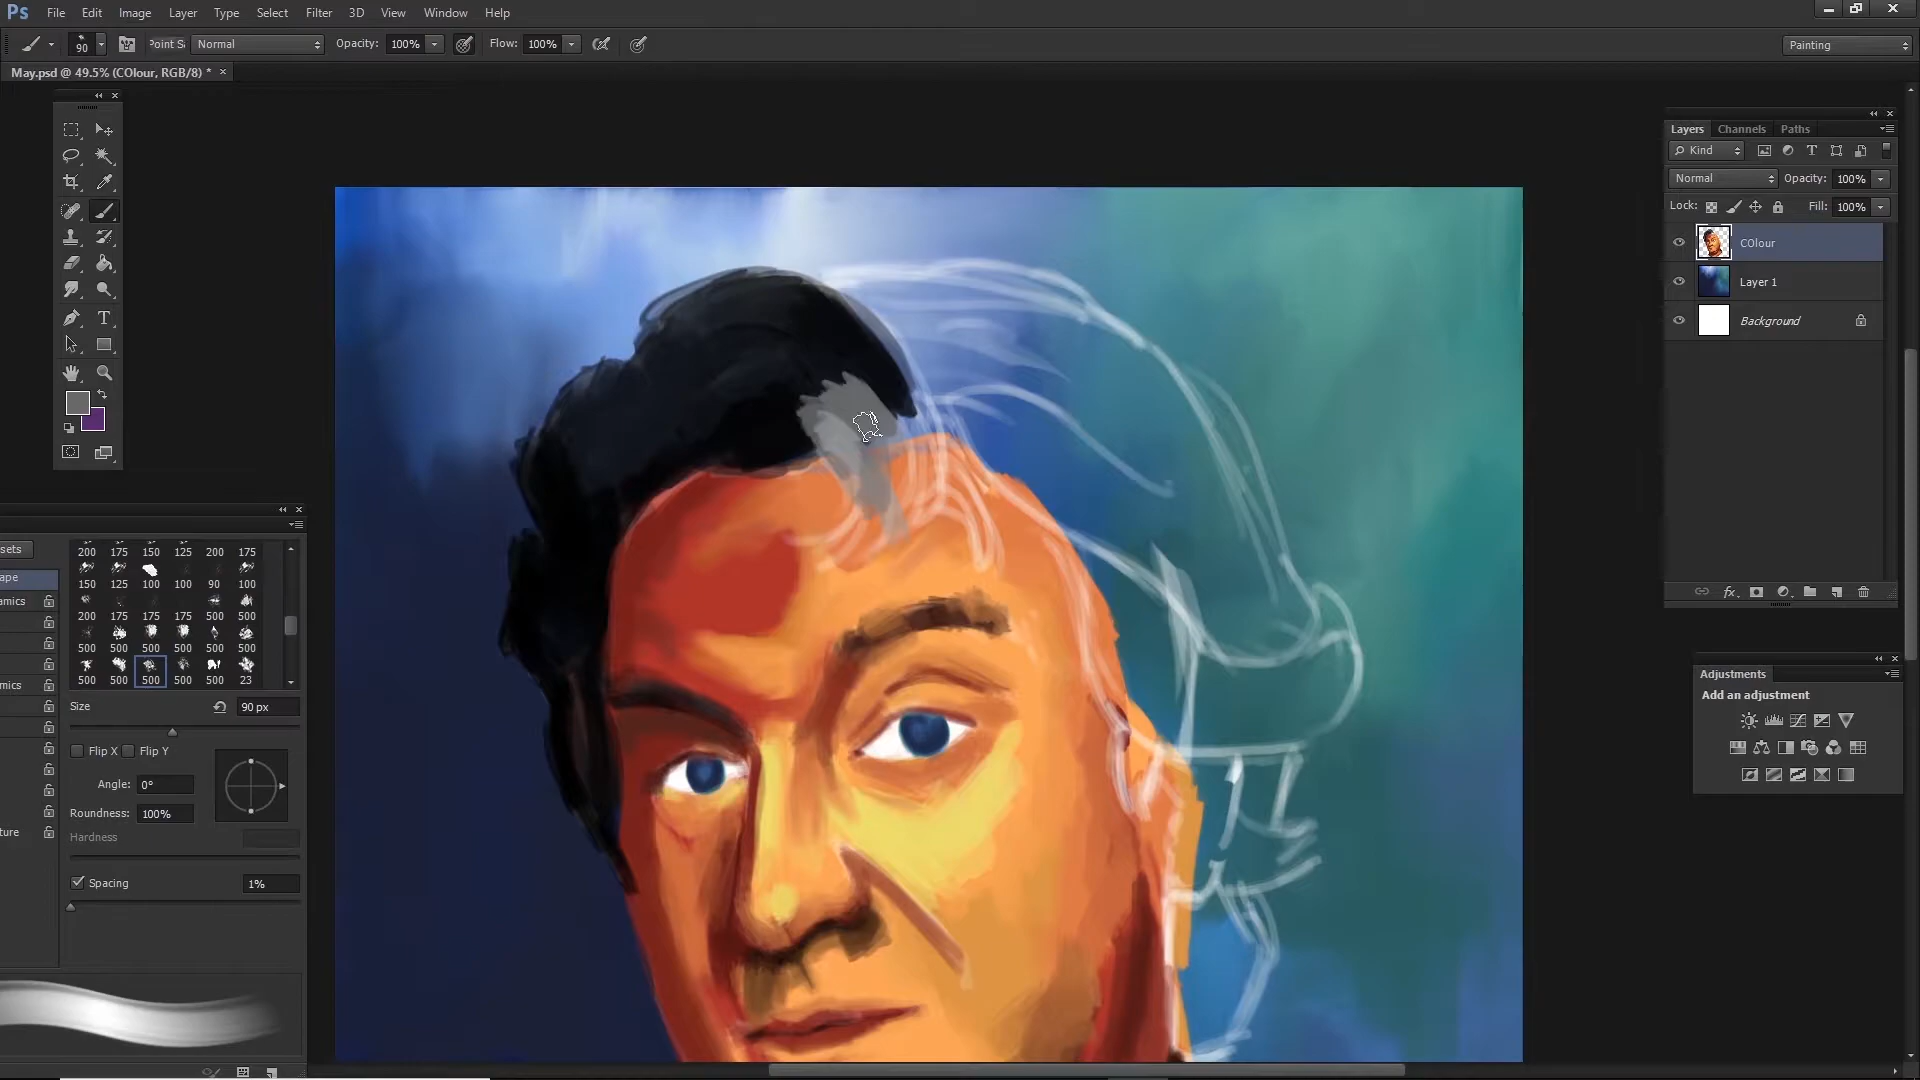 Ps File Edit Image Layer Type Select Filter 3D View Window Help
90 Point S Normal Opacity: 100% Flow: 100% Painting
May.psd @ 49.5% (COlour, RGB/8) * ×
Layers Channels Paths
Kind
Normal Opacity: 100%
Lock: Fill: 100%
COlour
Layer 1
Background
sets
ape
amics
amics
ture
200 175 150 125 200 175
150 125 100 100 90 100
200 175 175 175 500 500
500 500 500 500 500 500
500 500 500 500 500 23
Size 90 px
Flip X Flip Y
Angle: 0°
Roundness: 100%
Hardness
Spacing 1%
Adjustments
Add an adjustment